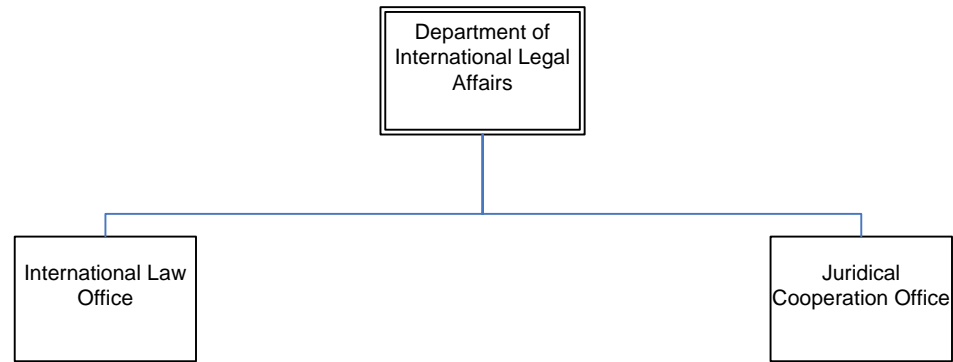 Department of
International Legal
Affairs
International Law
Office
Juridical
Cooperation Office